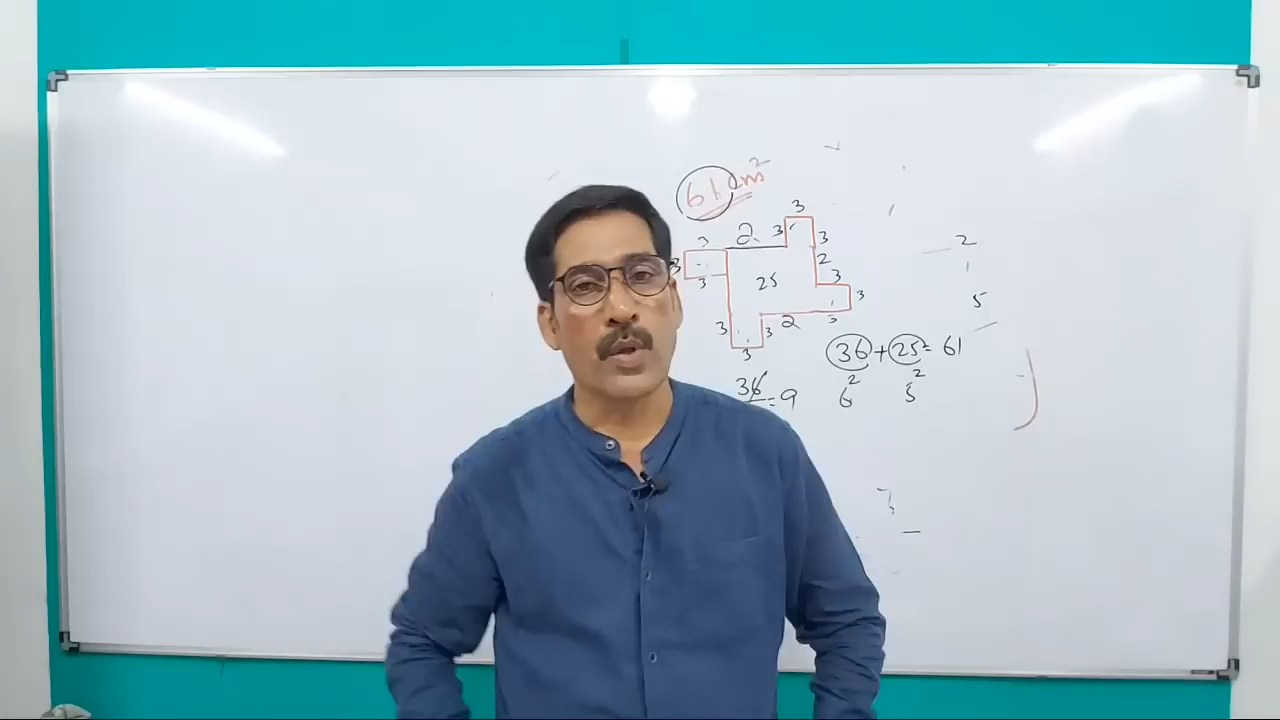 61 cm²
3
3 2 3 3
2
3 25 3
3 3
3 3 2 3
3
36 + 25 = 61
6² 5²
36 = 9
2
1
5